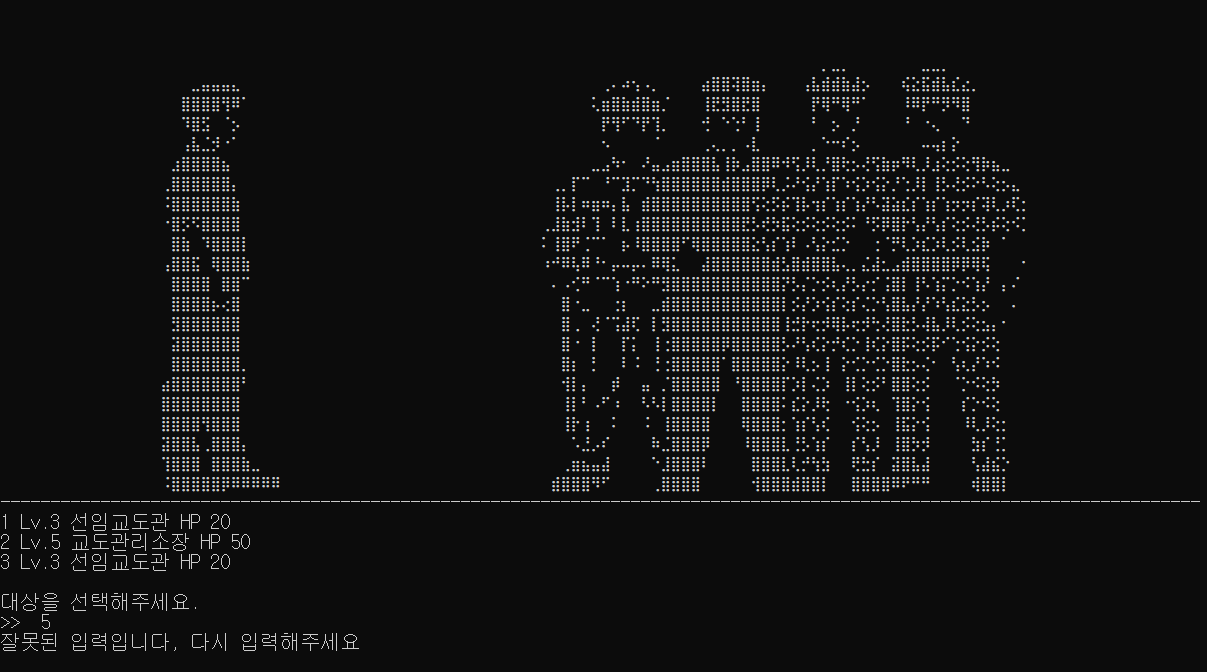 1 Lv.3 선임교도관 HP 20
2 Lv.5 교도관리소장 HP 50
3 Lv.3 선임교도관 HP 20
대상을 선택해주세요.
>> 5
잘못된 입력입니다, 다시 입력해주세요